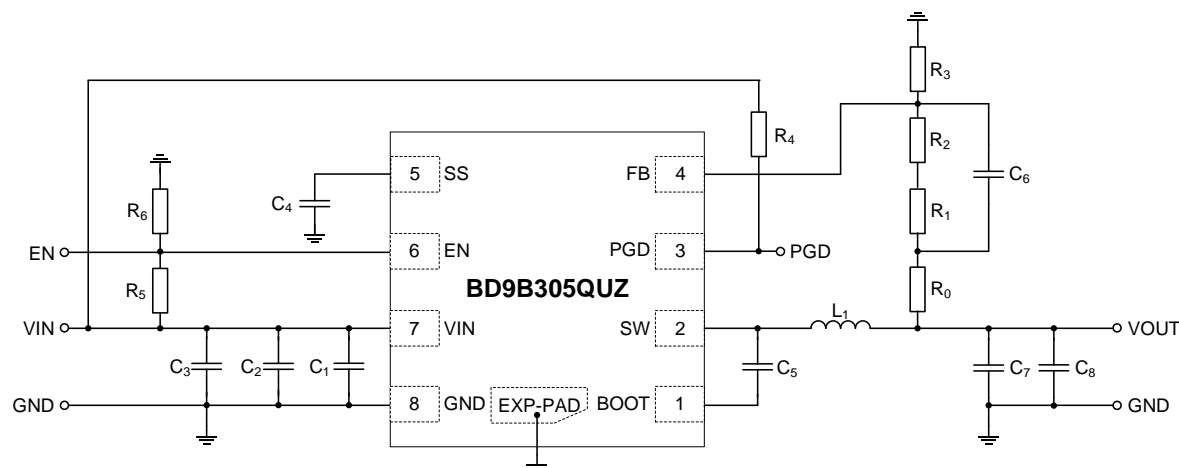 R3
R4
R2
5 SS
FB 4
C6
C4
R6
R1
EN
6 EN
PGD 3
PGD
BD9B305QUZ
R5
R0
L1
VIN
7 VIN
SW 2
VOUT
C3
C2
C1
C5
C7
C8
GND
8 GND
EXP-PAD
BOOT 1
GND